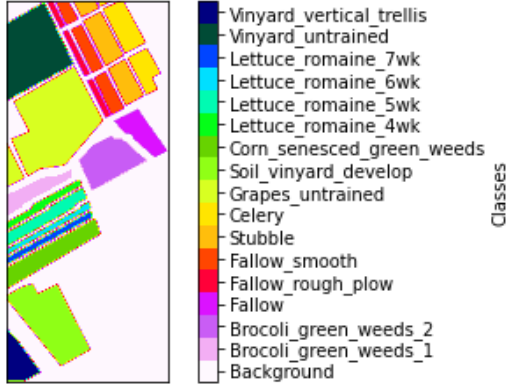 Vinyard_vertical_trellis
Vinyard_untrained
Lettuce_romaine_7wk
Lettuce_romaine_6wk
Lettuce_romaine_5wk
Lettuce_romaine_4wk
Corn_senesced_green_weeds
Soil_vinyard_develop
Grapes_untrained
Celery
Stubble
Fallow_smooth
Fallow_rough_plow
Fallow
Brocoli_green_weeds_2
Brocoli_green_weeds_1
Background
Classes